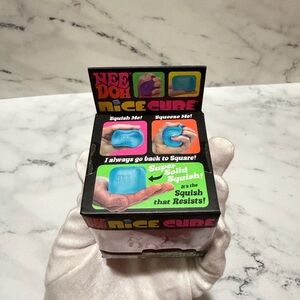 NEE
DOH
NICE CUBE
Squish Me!
Squeeze Me!
I always go back to Square!
Super
Solid
Squish!
It's the
Squish
that Resists!
NICE CUBE